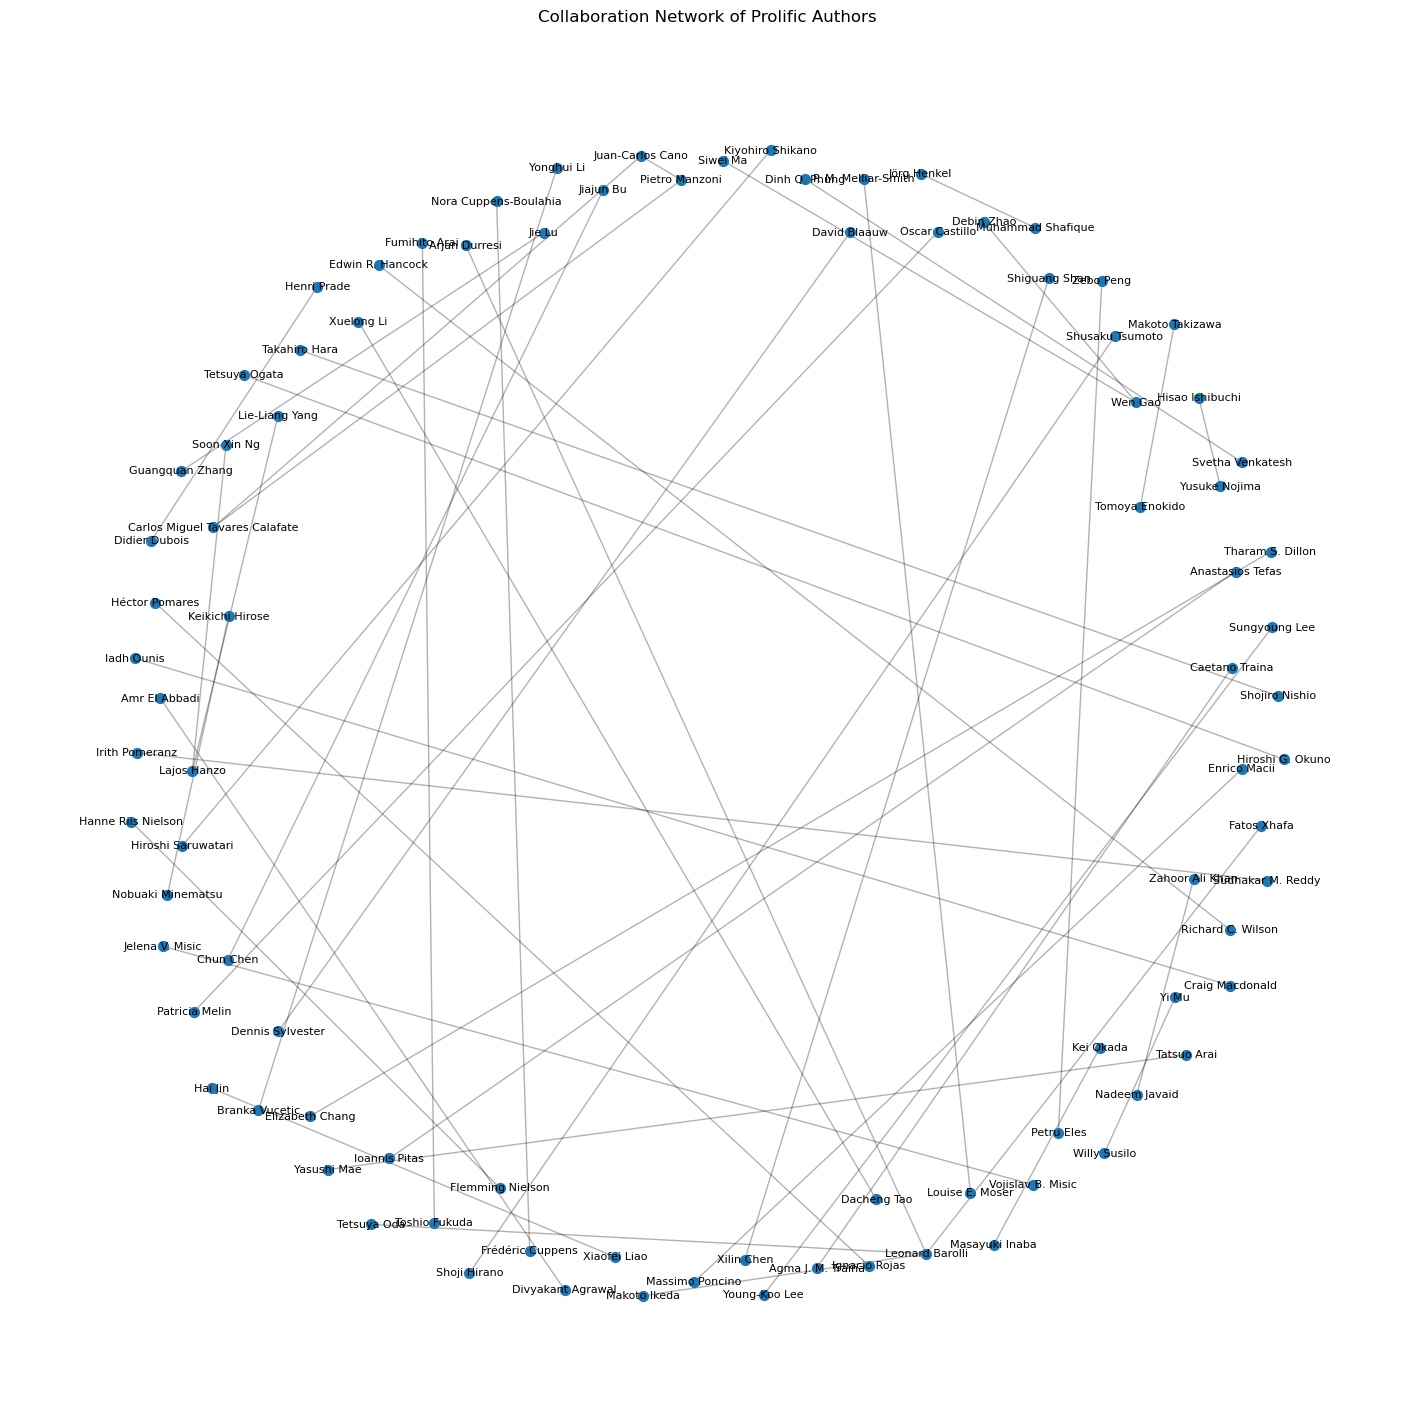 Collaboration Network of Prolific Authors
Kiyohiro Shikano
Juan-Carlos Cano
Siwei Ma
Yonghui Li
Pietro Manzoni
Dinh Q. Phung
P. M. Melliar-Smith
Jörg Henkel
Jiajun Bu
Nora Cuppens-Boulahia
Debin Zhao
Muhammad Shafique
Jie Lu
David Blaauw
Oscar Castillo
Fumihito Arai
Arjan Durresi
Edwin R. Hancock
Shiguang Shan
Zebo Peng
Henri Prade
Xuelong Li
Makoto Takizawa
Shusaku Tsumoto
Takahiro Hara
Tetsuya Ogata
Hisao Ishibuchi
Wen Gao
Lie-Liang Yang
Soon Xin Ng
Svetha Venkatesh
Guangquan Zhang
Yusuke Nojima
Tomoya Enokido
Carlos Miguel Tavares Calafate
Didier Dubois
Tharam S. Dillon
Anastasios Tefas
Héctor Pomares
Keikichi Hirose
Sungyoung Lee
Iadh Ounis
Caetano Traina
Amr El Abbadi
Shojiro Nishio
Irith Pomeranz
Hiroshi G. Okuno
Enrico Macii
Lajos Hanzo
Hanne Riis Nielson
Fatos Xhafa
Hiroshi Saruwatari
Zahoor Ali Khan
Sudhakar M. Reddy
Nobuaki Minematsu
Richard C. Wilson
Jelena V. Misic
Chun Chen
Craig Macdonald
Yi Mu
Patricia Melin
Dennis Sylvester
Kei Okada
Tatsuo Arai
Hai Jin
Nadeem Javaid
Branka Vucetic
Elizabeth Chang
Petru Eles
Willy Susilo
Ioannis Pitas
Yasushi Mae
Flemming Nielson
Vojislav B. Misic
Louise E. Moser
Dacheng Tao
Tetsuya Oda
Toshio Fukuda
Masayuki Inaba
Frédéric Cuppens
Xiaofei Liao
Leonard Barolli
Xilin Chen
Agma J. M. Traina
Ignacio Rojas
Shoji Hirano
Massimo Poncino
Divyakant Agrawal
Makoto Ikeda
Young-Koo Lee